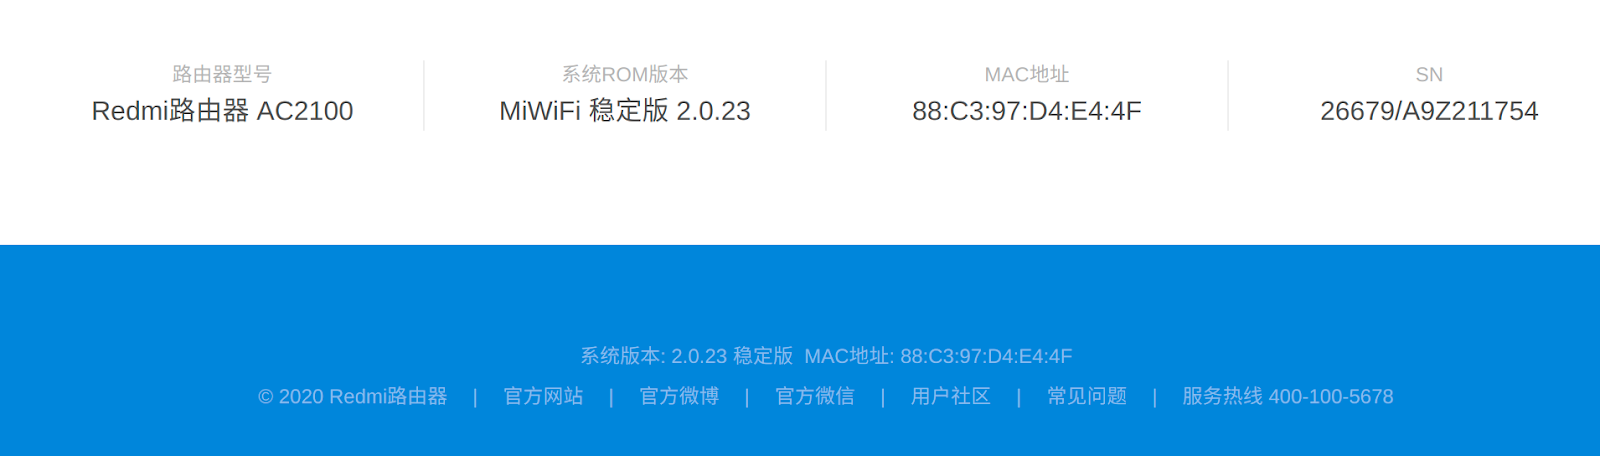 路由器型号 系统ROM版本 MAC地址 SN
Redmi路由器 AC2100 MiWiFi 稳定版 2.0.23 88:C3:97:D4:E4:4F 26679/A9Z211754
系统版本: 2.0.23 稳定版 MAC地址: 88:C3:97:D4:E4:4F
© 2020 Redmi路由器 | 官方网站 | 官方微博 | 官方微信 | 用户社区 | 常见问题 | 服务热线 400-100-5678